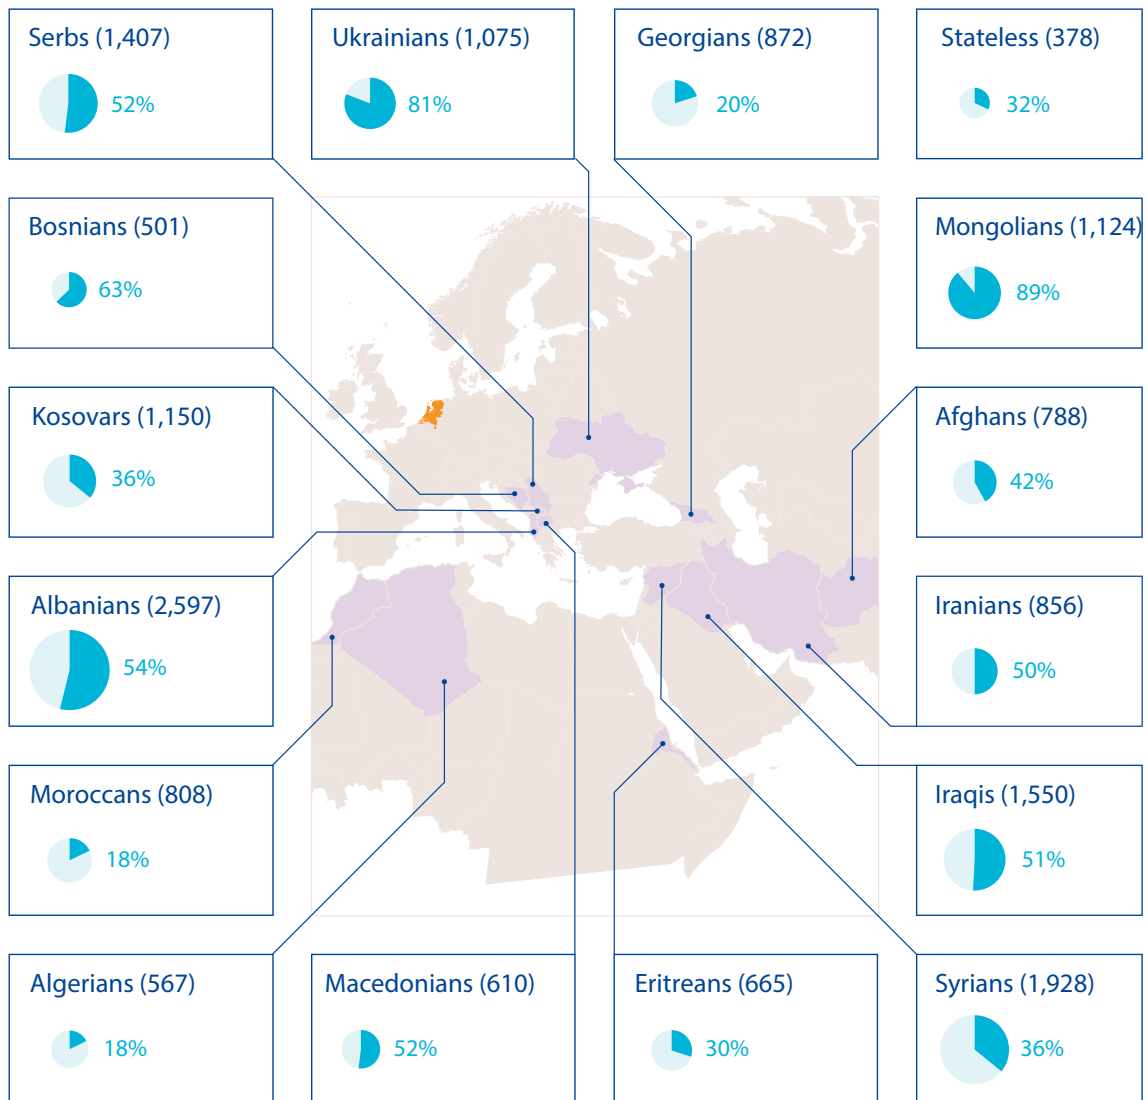 Serbs (1,407)
52%
Ukrainians (1,075)
81%
Georgians (872)
20%
Stateless (378)
32%
Bosnians (501)
63%
Mongolians (1,124)
89%
Kosovars (1,150)
36%
Afghans (788)
42%
Albanians (2,597)
54%
Iranians (856)
50%
Moroccans (808)
18%
Iraqis (1,550)
51%
Algerians (567)
18%
Macedonians (610)
52%
Eritreans (665)
30%
Syrians (1,928)
36%